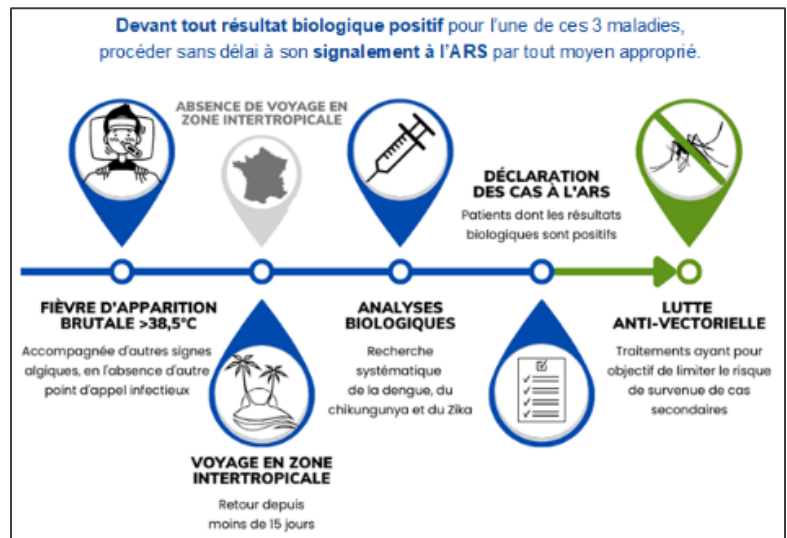 Devant tout résultat biologique positif pour l'une de ces 3 maladies,
procéder sans délai à son signalement à l'ARS par tout moyen approprié.
ABSENCE DE VOYAGE EN
ZONE INTERTROPICALE
DÉCLARATION
DES CAS À L'ARS
Patients dont les résultats
biologiques sont positifs
FIÈVRE D'APPARITION
BRUTALE >38,5°C
Accompagnée d'autres signes
algiques, en l'absence d'autre
point d'appel infectieux
ANALYSES
BIOLOGIQUES
Recherche
systématique
de la dengue, du
chikungunya et du Zika
LUTTE
ANTI-VECTORIELLE
Traitements ayant pour
objectif de limiter le risque
de survenue de cas
secondaires
VOYAGE EN ZONE
INTERTROPICALE
Retour depuis
moins de 15 jours